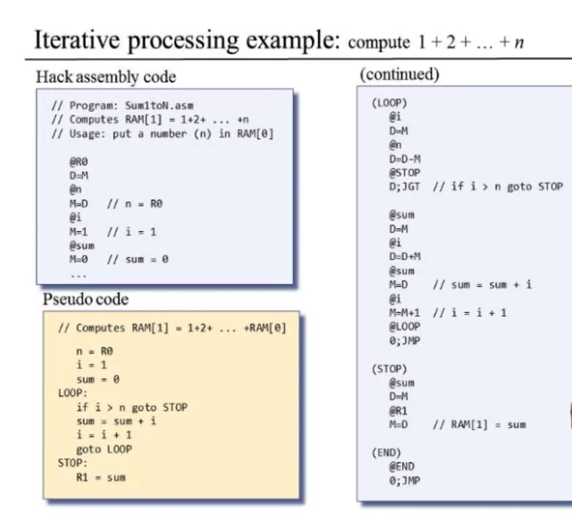 Iterative processing example: compute 1 + 2 + ... + n
Hack assembly code
// Program: Sum1toN.asm
// Computes RAM[1] = 1+2+ ... +n
// Usage: put a number (n) in RAM[0]
@R0
D=M
@n
M=D // n = R0
@i
M=1 // i = 1
@sum
M=0 // sum = 0
...
Pseudo code
// Computes RAM[1] = 1+2+ ... +RAM[0]
n = R0
i = 1
sum = 0
LOOP:
if i > n goto STOP
sum = sum + i
i = i + 1
goto LOOP
STOP:
R1 = sum
(continued)
(LOOP)
@i
D=M
@n
D=D-M
@STOP
D;JGT // if i > n goto STOP
@sum
D=M
@i
D=D+M
@sum
M=D // sum = sum + i
@i
M=M+1 // i = i + 1
@LOOP
0;JMP
(STOP)
@sum
D=M
@R1
M=D // RAM[1] = sum
(END)
@END
0;JMP